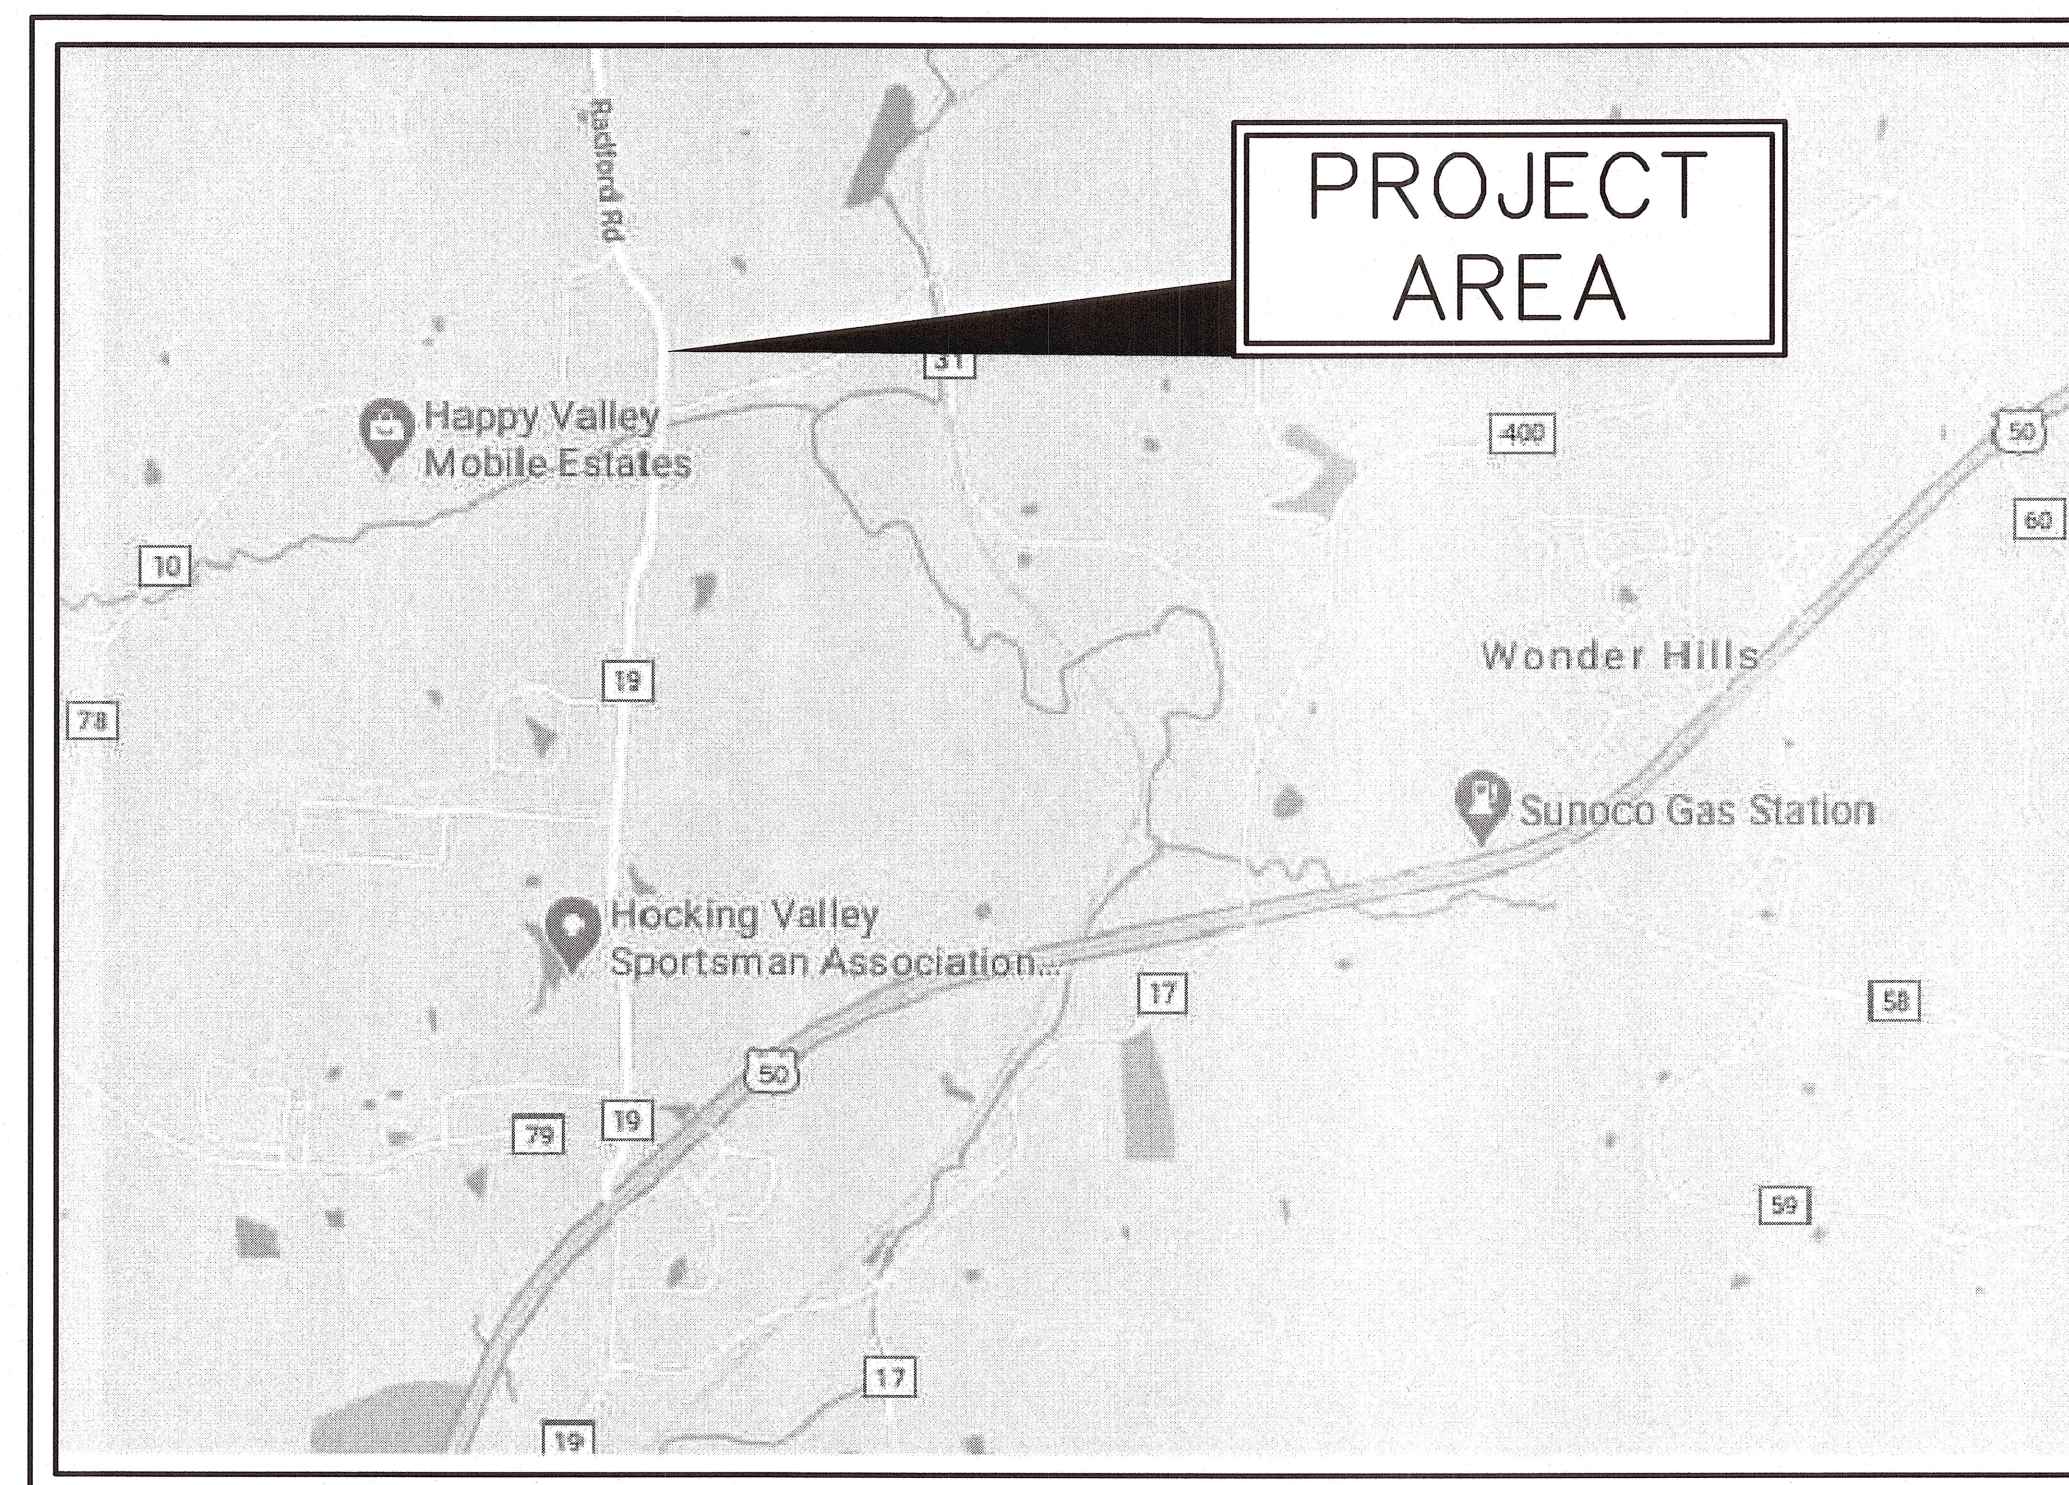 Radford Rd
PROJECT
AREA
31
Happy Valley
Mobile Estates
400
50
60
10
19
78
Wonder Hills
Sunoco Gas Station
Hocking Valley
Sportsman Association...
17
58
50
79
19
59
17
19